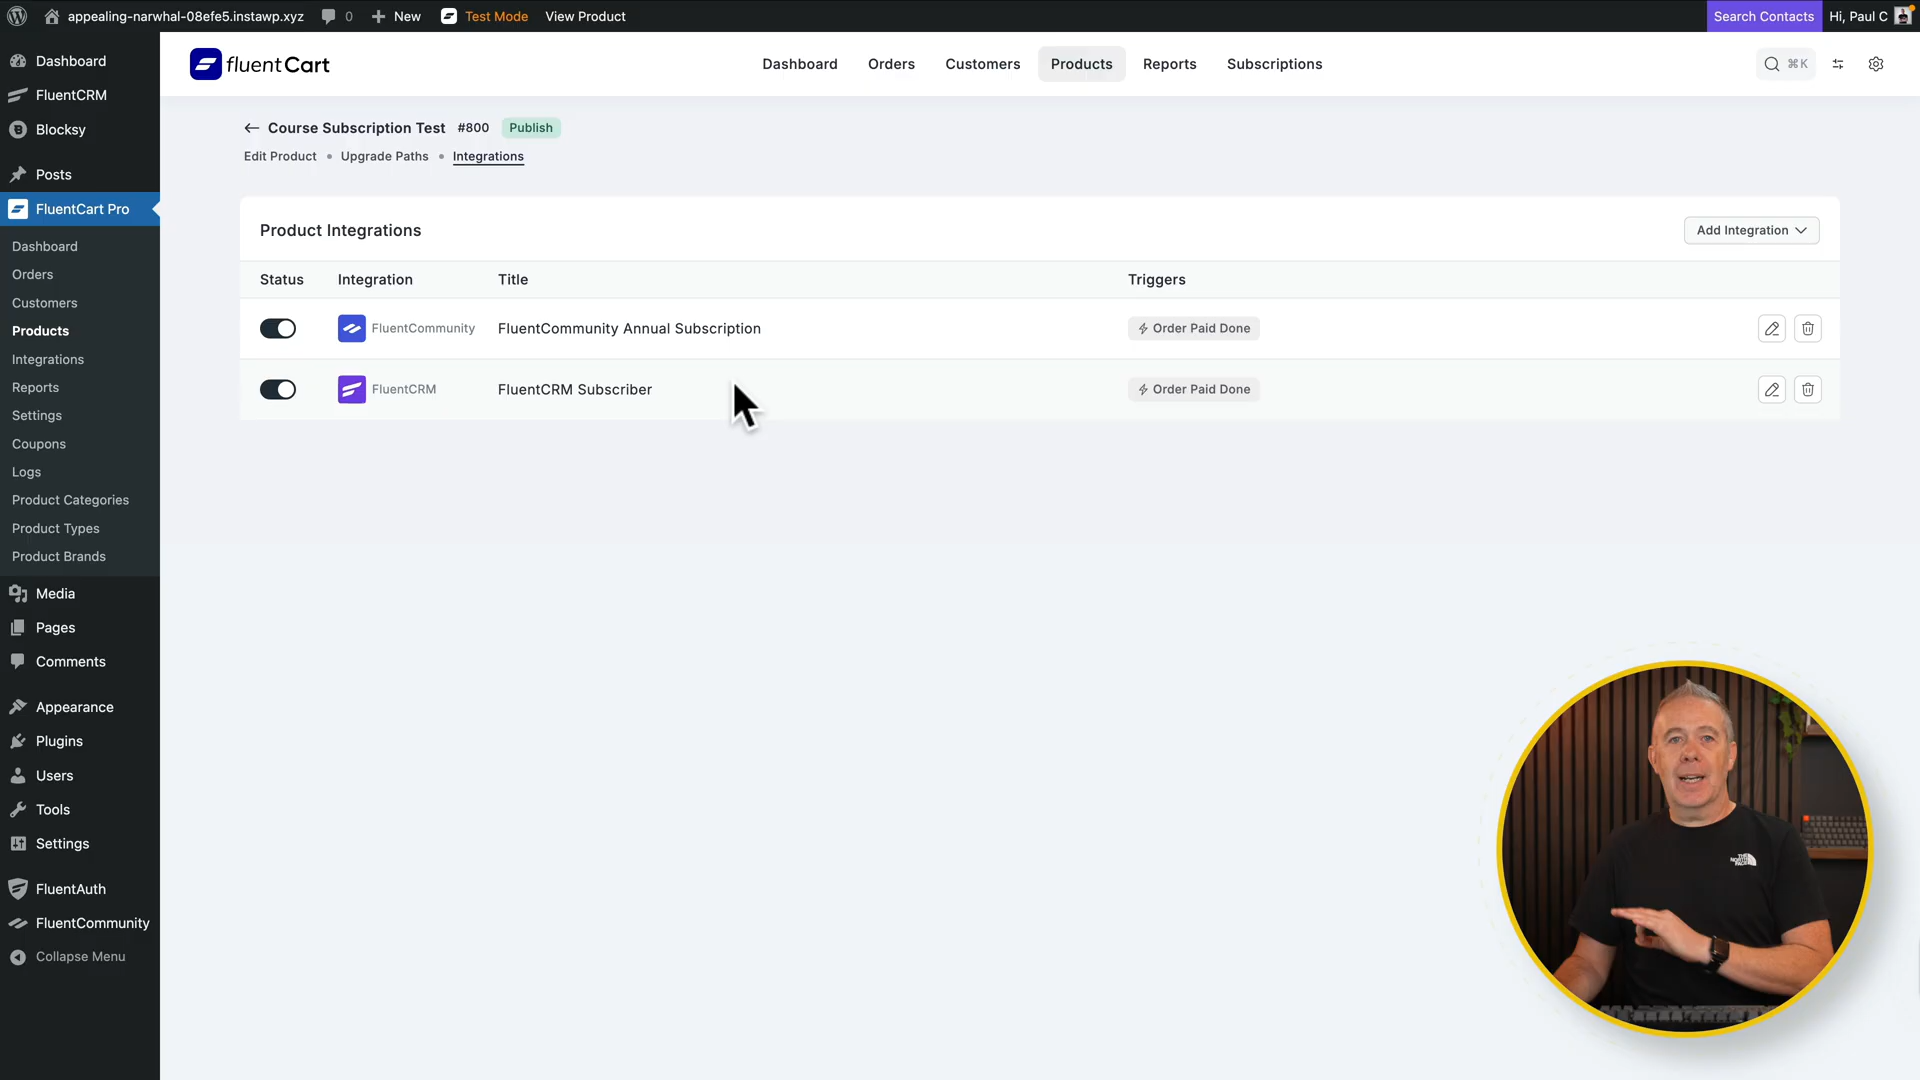 appealing-narwhal-08efe5.instawp.xyz 0 New Test Mode View Product Search Contacts Hi, Paul C
Dashboard
FluentCRM
Blocksy
Posts
FluentCart Pro
Dashboard
Orders
Customers
Products
Integrations
Reports
Settings
Coupons
Logs
Product Categories
Product Types
Product Brands
Media
Pages
Comments
Appearance
Plugins
Users
Tools
Settings
FluentAuth
FluentCommunity
Collapse Menu
fluentCart Dashboard Orders Customers Products Reports Subscriptions ⌘K
Course Subscription Test #800 Publish
Edit Product • Upgrade Paths • Integrations
Product Integrations Add Integration
Status Integration Title Triggers
FluentCommunity FluentCommunity Annual Subscription Order Paid Done
FluentCRM FluentCRM Subscriber Order Paid Done
THE
NORTH
FACE